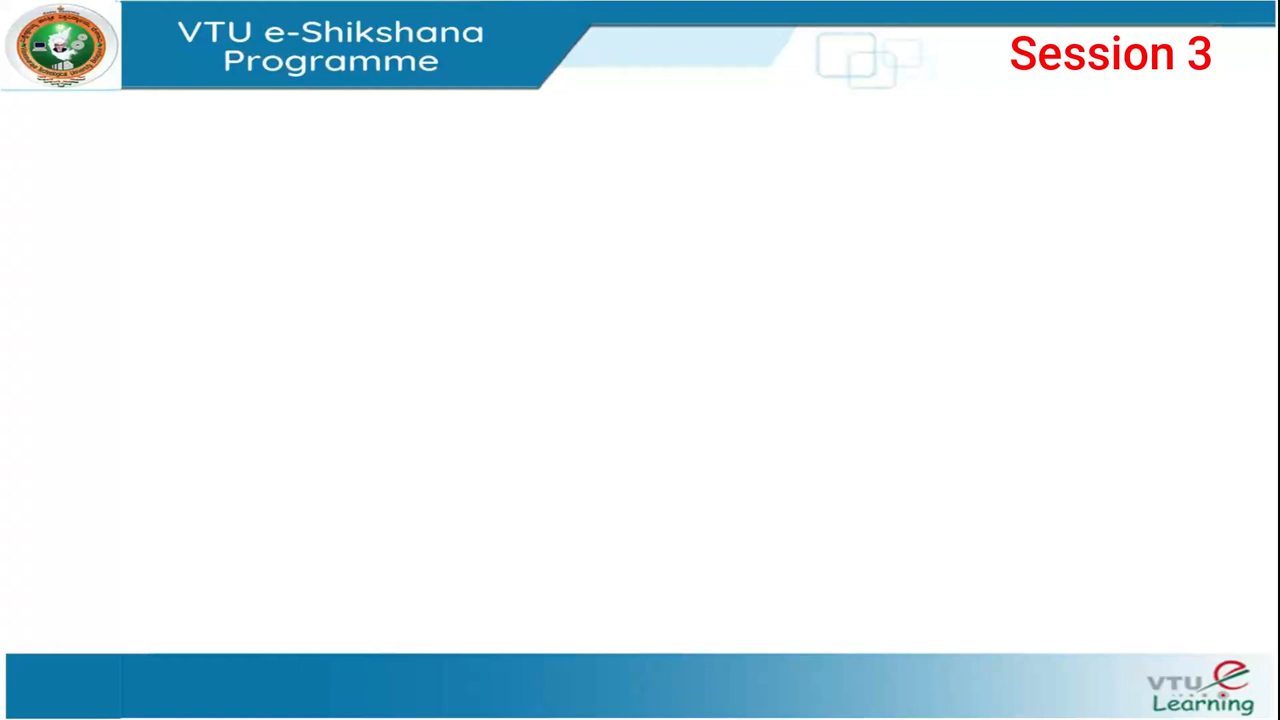 VTU e-Shikshana
Programme
Session 3
VTU e
Learning